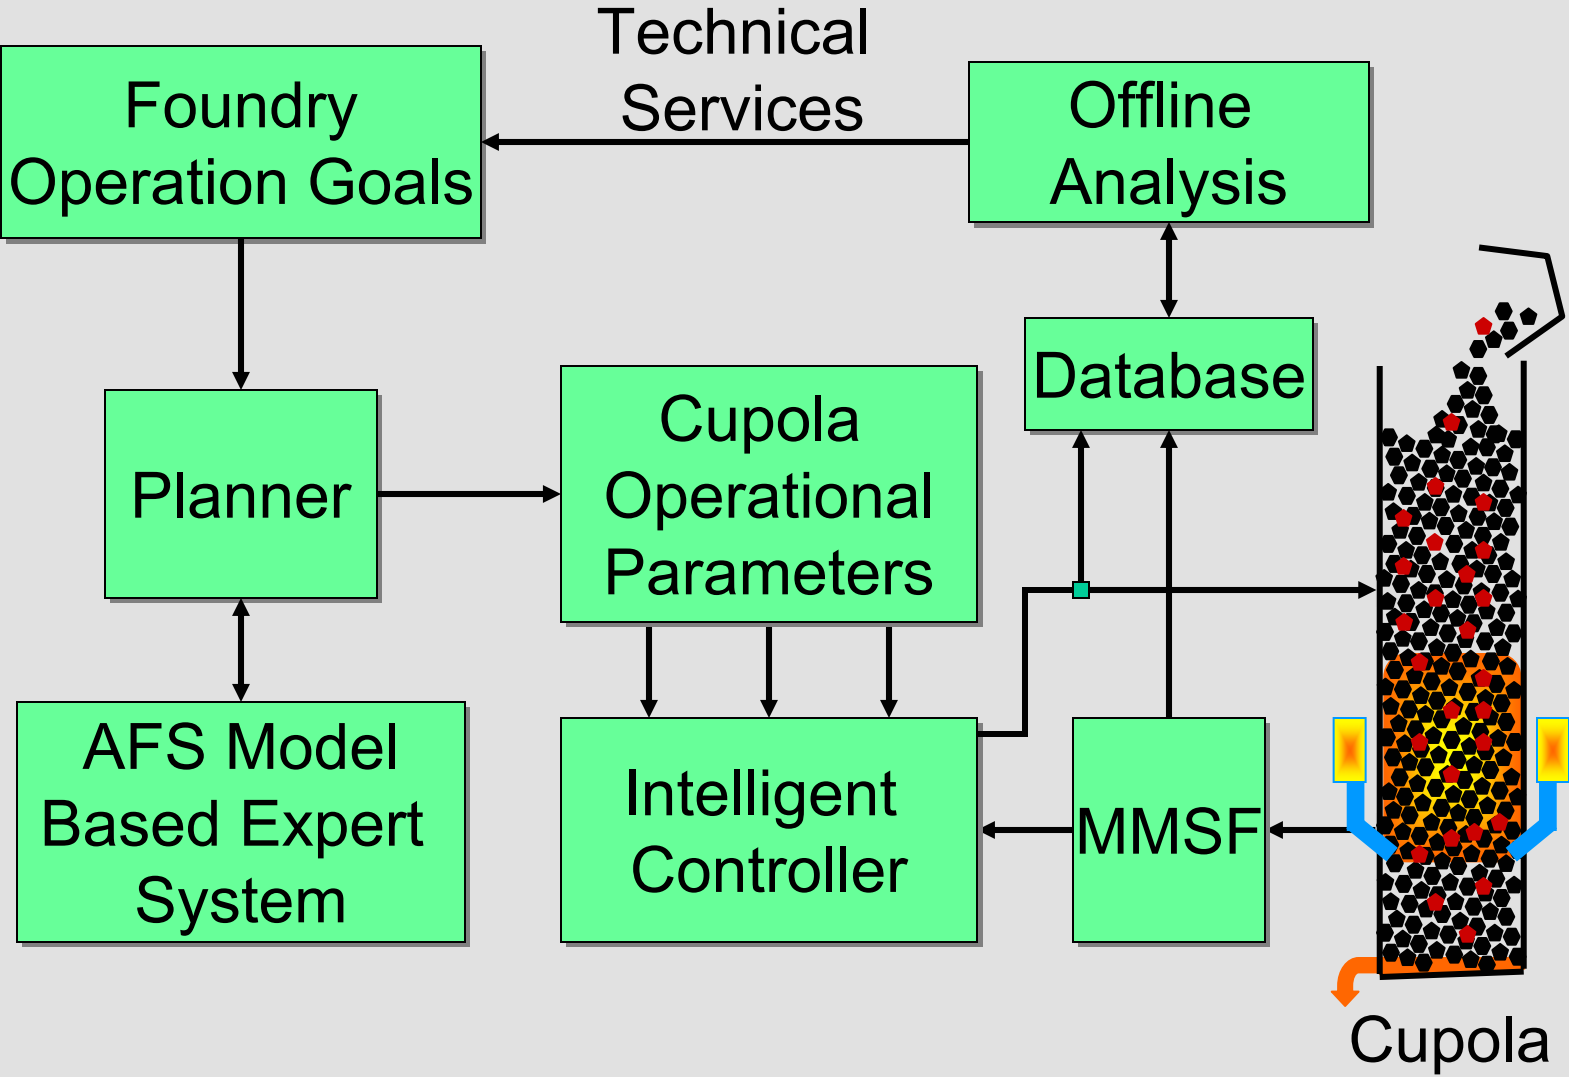 Technical
Services
Foundry
Operation Goals
Offline
Analysis
Database
Planner
Cupola
Operational
Parameters
AFS Model
Based Expert
System
Intelligent
Controller
MMSF
Cupola